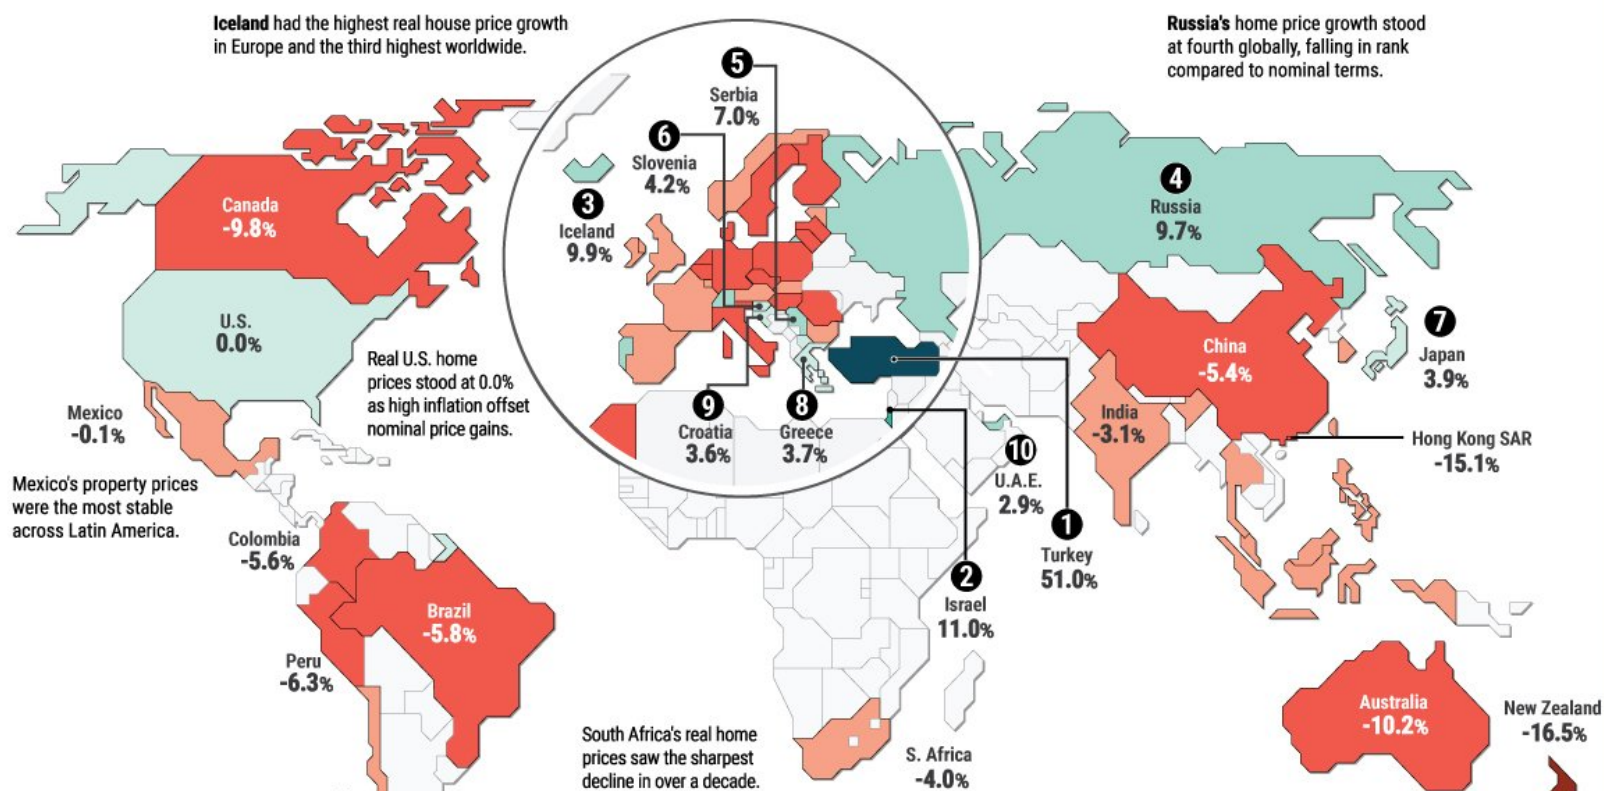 Iceland had the highest real house price growth
in Europe and the third highest worldwide.
Russia's home price growth stood
at fourth globally, falling in rank
compared to nominal terms.
5
Serbia
7.0%
6
Slovenia
4.2%
3
Iceland
9.9%
4
Russia
9.7%
Canada
-9.8%
U.S.
0.0%
Real U.S. home
prices stood at 0.0%
as high inflation offset
nominal price gains.
7
Japan
3.9%
China
-5.4%
Mexico
-0.1%
9
Croatia
3.6%
8
Greece
3.7%
India
-3.1%
Hong Kong SAR
-15.1%
10
U.A.E.
2.9%
Mexico's property prices
were the most stable
across Latin America.
1
Turkey
51.0%
Colombia
-5.6%
2
Israel
11.0%
Brazil
-5.8%
Peru
-6.3%
Australia
-10.2%
New Zealand
-16.5%
South Africa's real home
prices saw the sharpest
decline in over a decade.
S. Africa
-4.0%